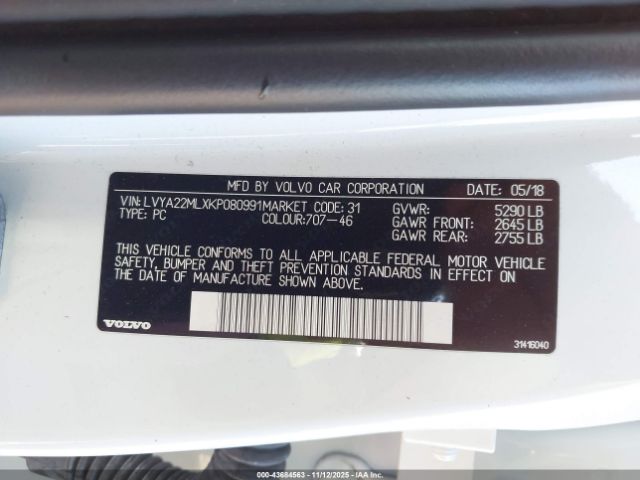 MFD BY VOLVO CAR CORPORATION DATE: 05/18
VIN: LVYA22MLXKP080991MARKET CODE: 31 GVWR: 5290 LB
TYPE: PC COLOUR:707-46 GAWR FRONT: 2645 LB
GAWR REAR: 2755 LB
THIS VEHICLE CONFORMS TO ALL APPLICABLE FEDERAL MOTOR VEHICLE
SAFETY, BUMPER AND THEFT PREVENTION STANDARDS IN EFFECT ON
THE DATE OF MANUFACTURE SHOWN ABOVE.
VOLVO 31416040
000-43684563 - 11/12/2025 - IAA Inc.